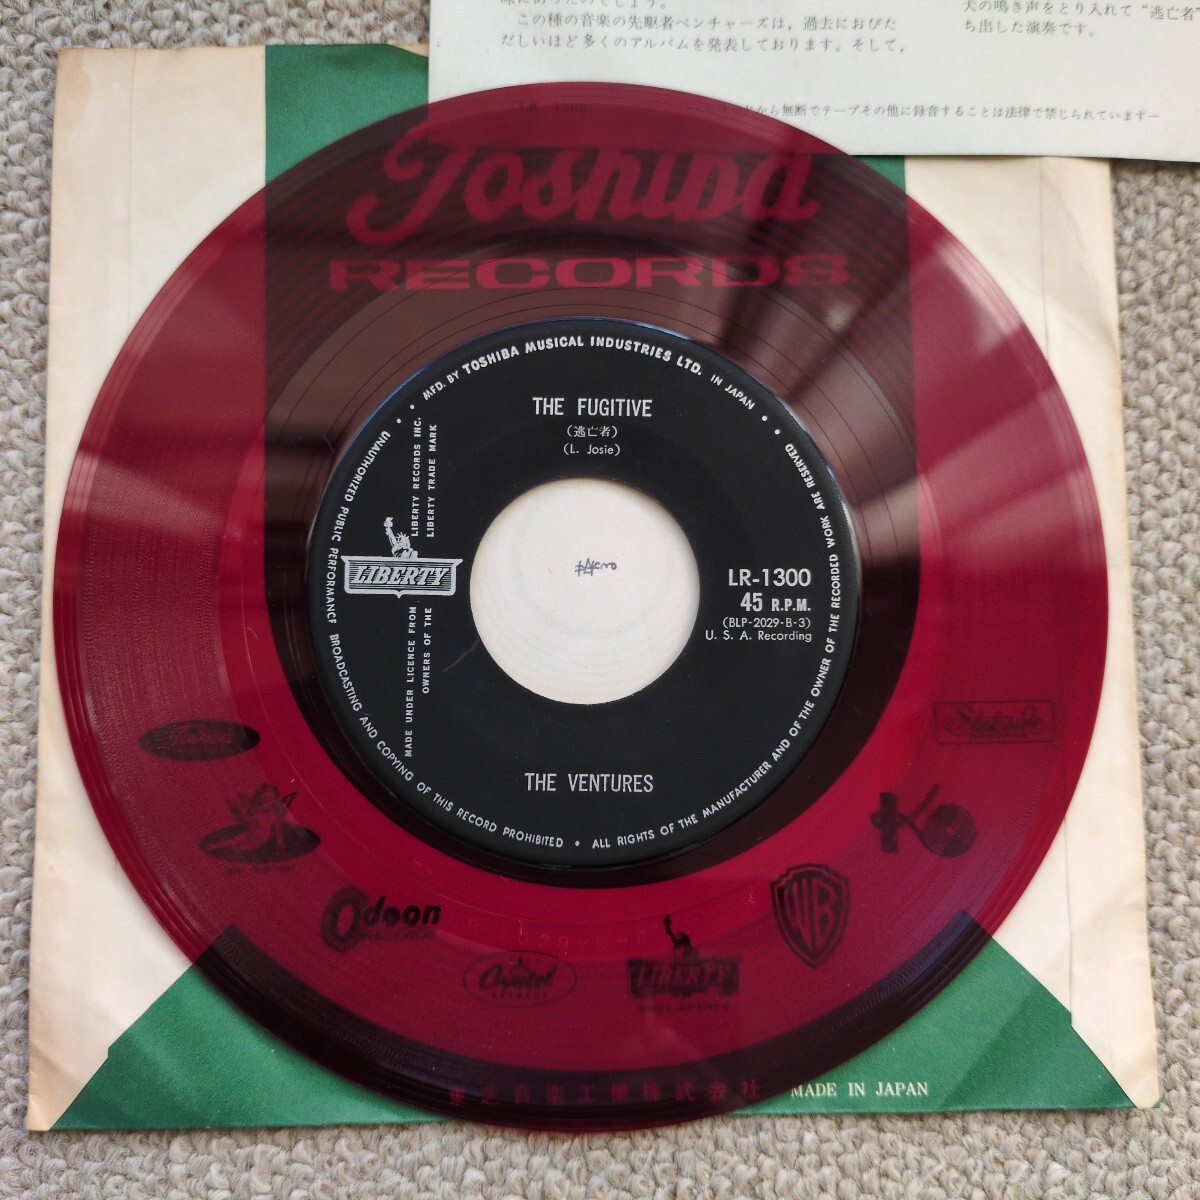 この種の音楽の先駆者ベンチャーズは，過去におびた
だしいほど多くのアルバムを発表しております。そして，
犬の鳴き声をとり入れて“逃亡者”
ち出した演奏です。
から無断でテープその他に録音することは法律で禁じられています―
Toshiba
RECORDS
MFD. BY TOSHIBA MUSICAL INDUSTRIES LTD. IN JAPAN
THE FUGITIVE
(逃亡者)
(L. Josie)
LIBERTY RECORDS INC.
LIBERTY TRADE MARK
LIBERTY
MADE UNDER LICENCE FROM
OWNERS OF THE
LR-1300
45 R.P.M.
(BLP-2029-B-3)
U. S. A. Recording
THE VENTURES
ALL RIGHTS OF THE MANUFACTURER AND OF THE OWNER OF THE RECORDED WORK ARE RESERVED
UNAUTHORIZED PUBLIC PERFORMANCE BROADCASTING AND COPYING OF THIS RECORD PROHIBITED
Odeon
Capitol
RECORDS
LIBERTY
WB
東芝音楽工業株式会社
MADE IN JAPAN